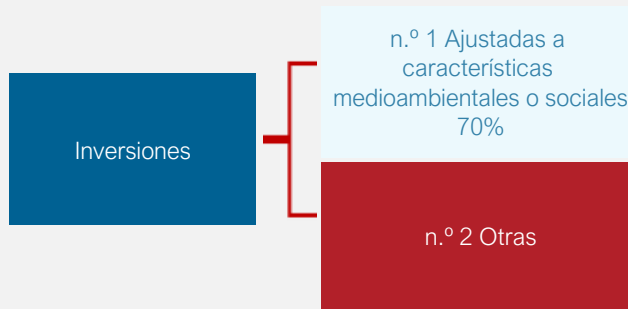 n.º 1 Ajustadas a
características
medioambientales o sociales
70%
Inversiones
n.º 2 Otras